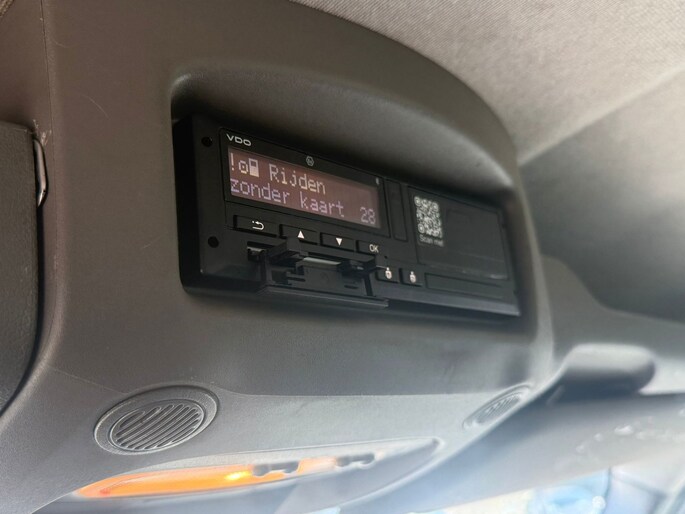 VDO
! Rijden
zonder kaart 28
OK
Scan me